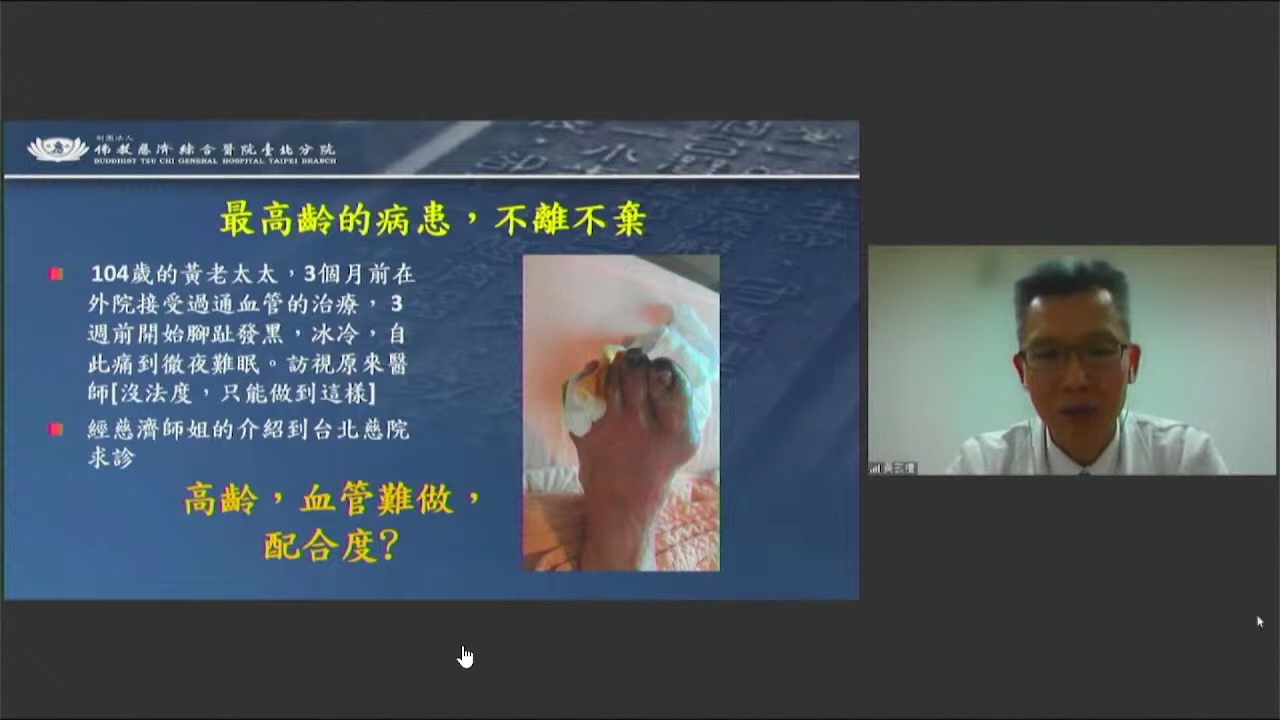 財團法人
佛教慈濟綜合醫院臺北分院
BUDDHIST TZU CHI GENERAL HOSPITAL TAIPEI BRANCH
最高齡的病患，不離不棄
104歲的黃老太太，3個月前在
外院接受過通血管的治療， 3
週前開始腳趾發黑，冰冷，自
此痛到徹夜難眠。訪視原來醫
師[沒法度，只能做到這樣]
經慈濟師姐的介紹到台北慈院
求診
高齡，血管難做，
配合度?